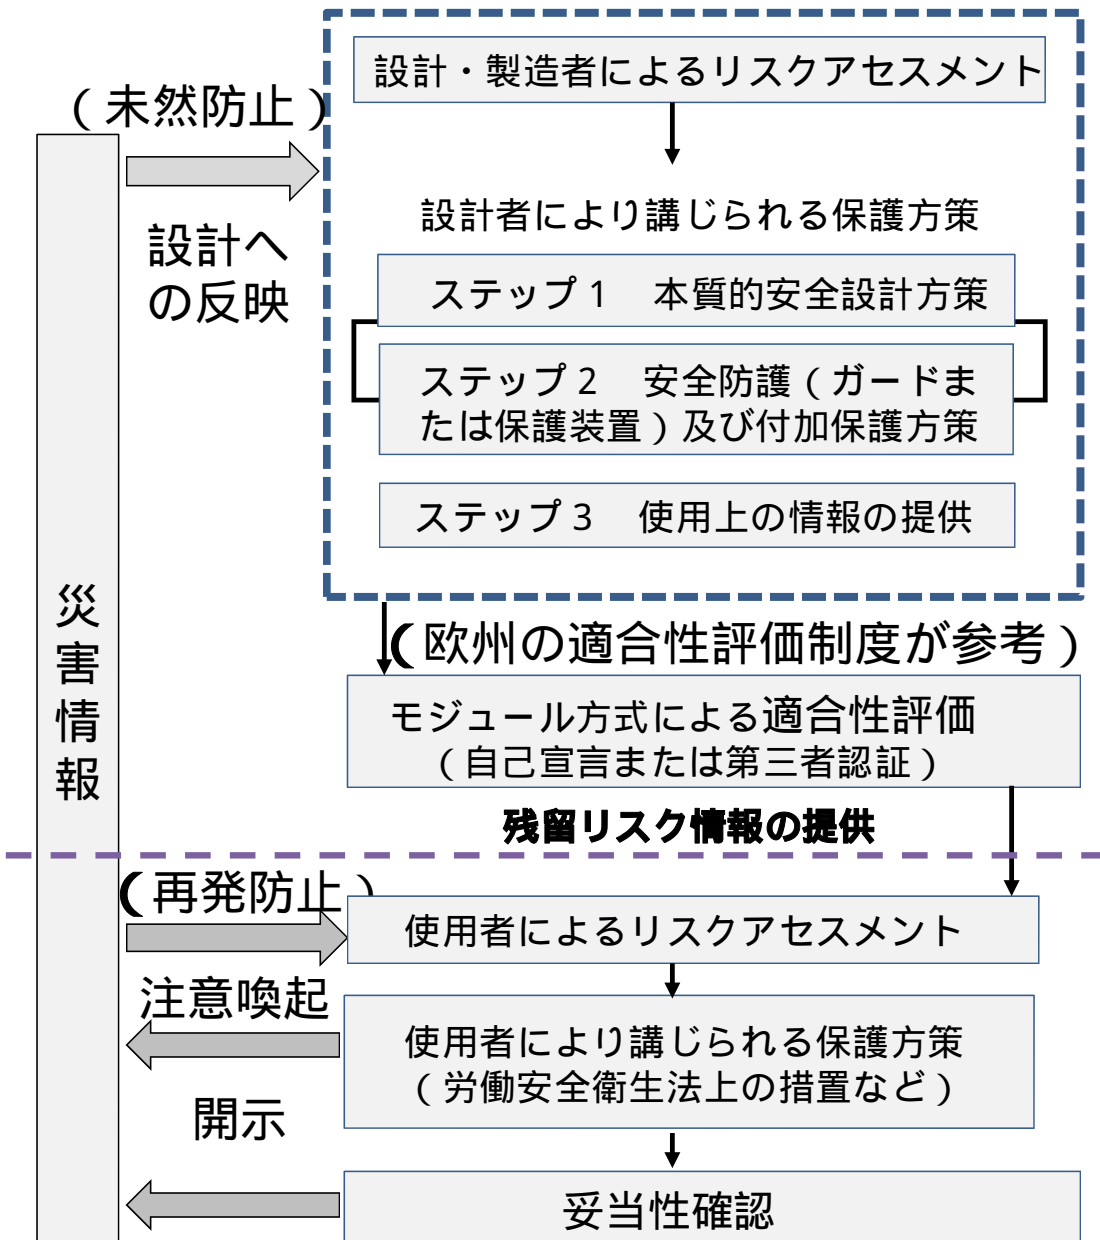 設計・製造者によるリスクアセスメント
（未然防止）
設計へ
の反映
設計者により講じられる保護方策
ステップ１　本質的安全設計方策
ステップ２　安全防護（ガードま
たは保護装置）及び付加保護方策
ステップ３　使用上の情報の提供
災害情報
（欧州の適合性評価制度が参考）
モジュール方式による適合性評価
（自己宣言または第三者認証）
残留リスク情報の提供
（再発防止）
使用者によるリスクアセスメント
注意喚起
使用者により講じられる保護方策
（労働安全衛生法上の措置など）
開示
妥当性確認